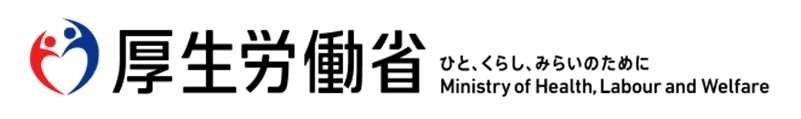 厚生労働省
ひと、くらし、みらいのために
Ministry of Health, Labour and Welfare